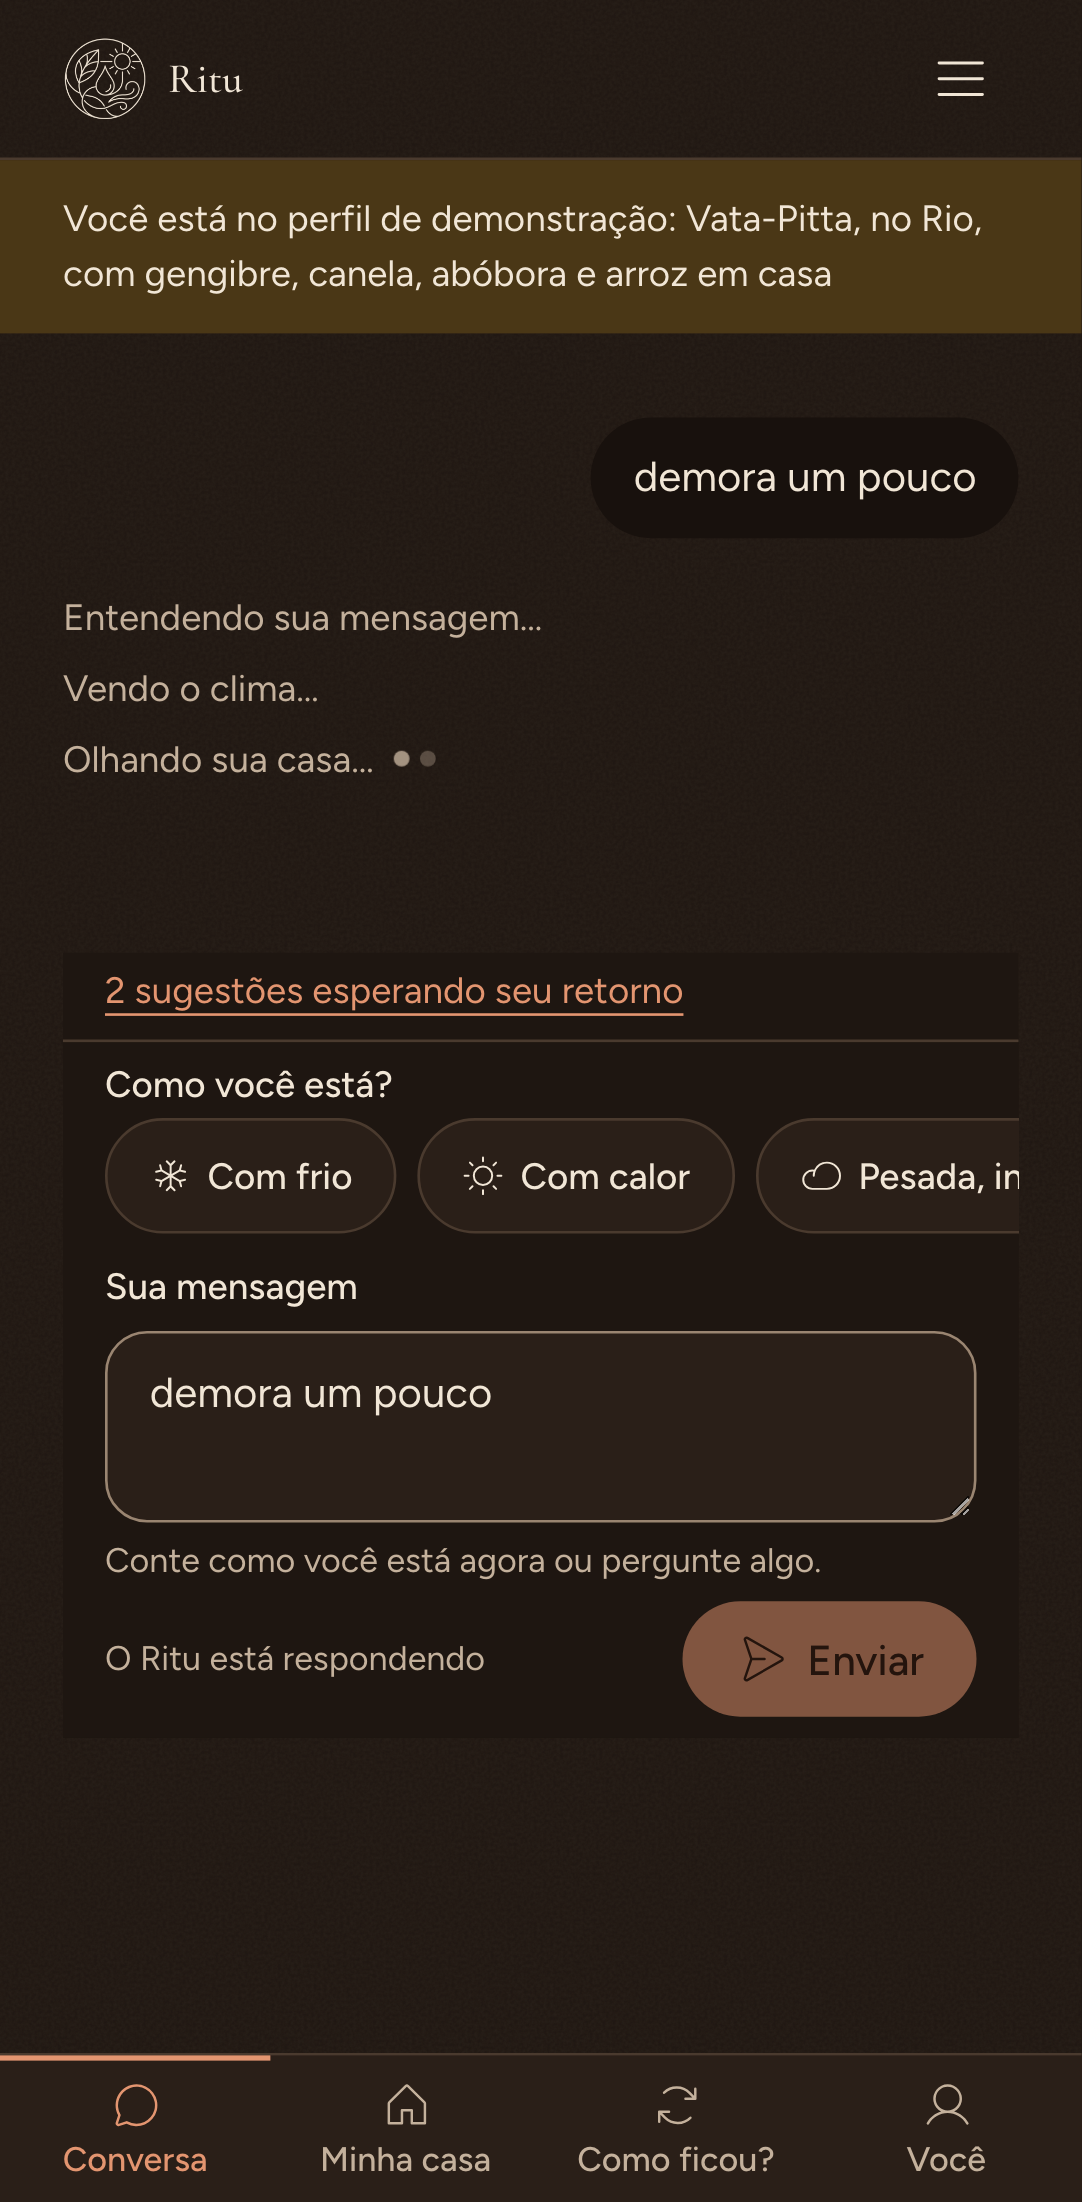 Ritu
Você está no perfil de demonstração: Vata-Pitta, no Rio,
com gengibre, canela, abóbora e arroz em casa
demora um pouco
Entendendo sua mensagem...
Vendo o clima...
Olhando sua casa...
2 sugestões esperando seu retorno
Como você está?
Com frio
Com calor
Pesada, in
Sua mensagem
demora um pouco
Conte como você está agora ou pergunte algo.
O Ritu está respondendo
Enviar
Conversa
Minha casa
Como ficou?
Você